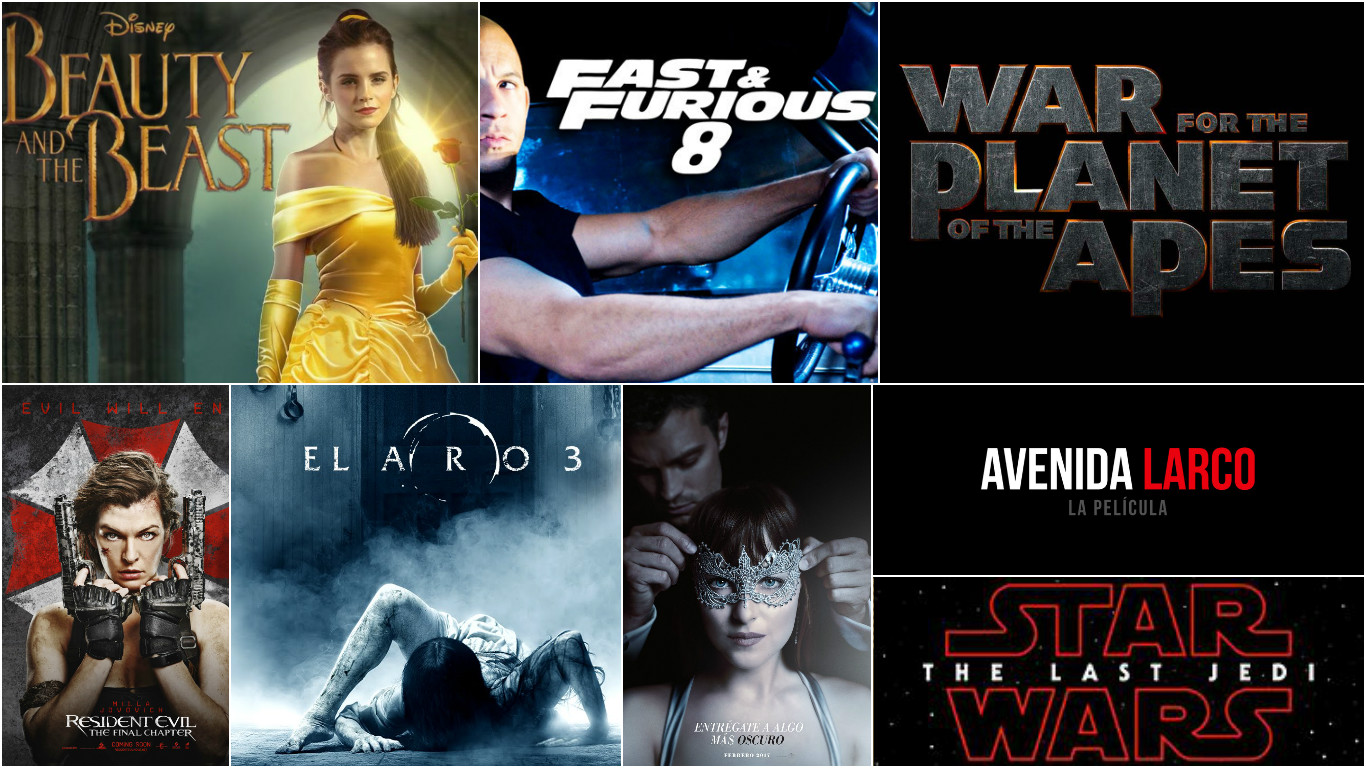 DISNEY
BEAUTY
AND THE BEAST
FAST &
FURIOUS
8
WAR FOR THE
PLANET
OF THE APES
EVIL WILL EN
MILLA
JOVOVICH
RESIDENT EVIL
THE FINAL CHAPTER
COMING SOON
EL ARO 3
ENTRÉGATE A ALGO
MÁS OSCURO
FEBRERO 2017
AVENIDA LARCO
LA PELÍCULA
STAR
THE LAST JEDI
WARS